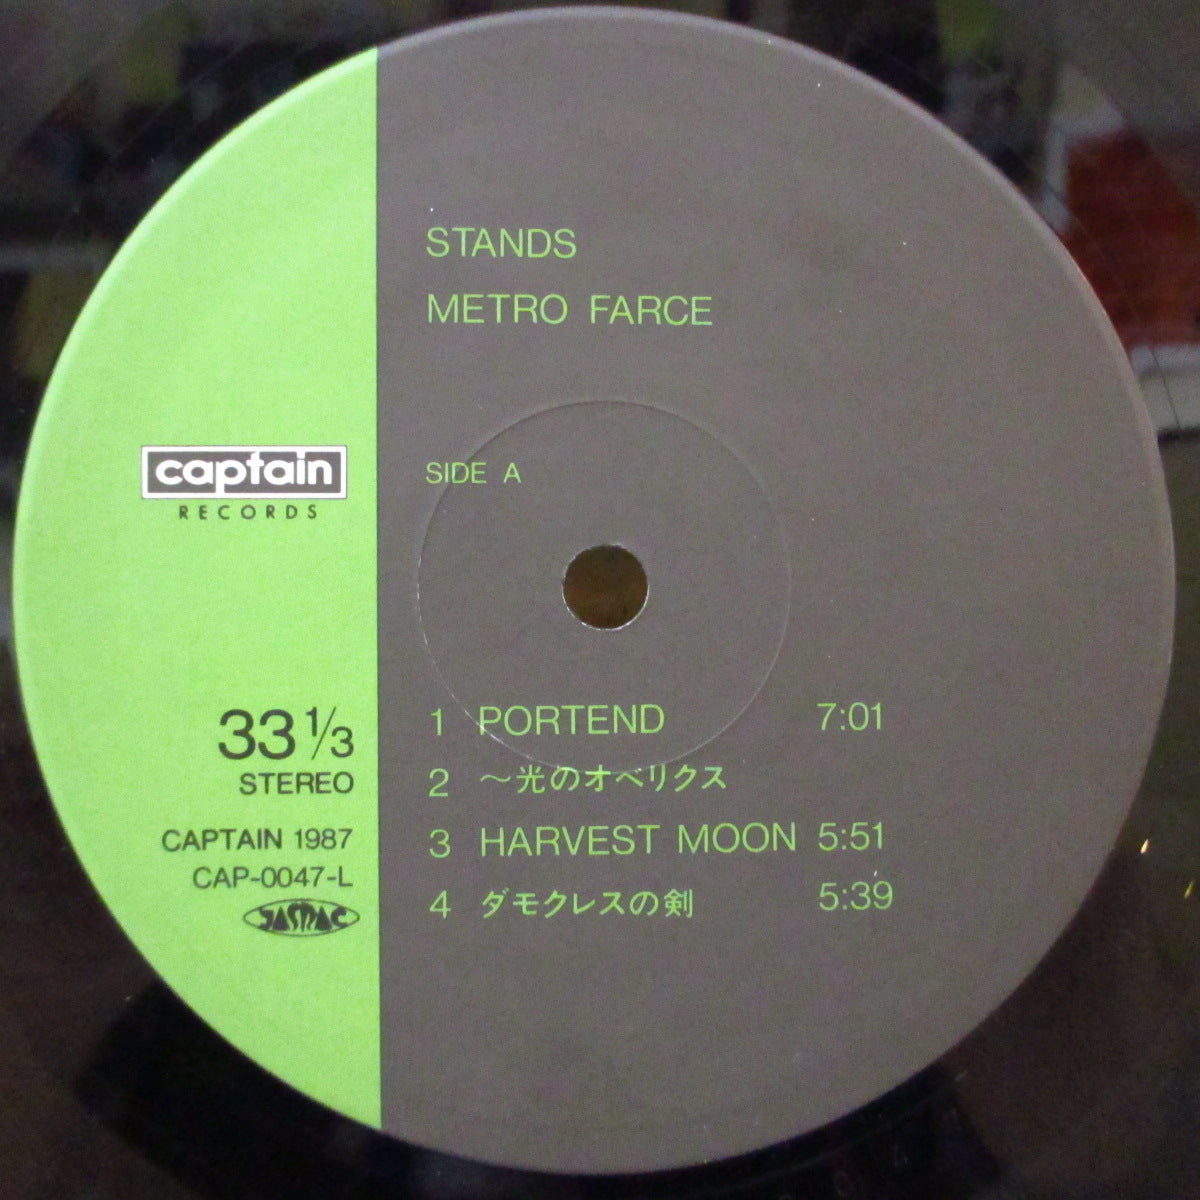 STANDS
METRO FARCE
captain
RECORDS
SIDE A
33 1/3
STEREO
CAPTAIN 1987
CAP-0047-L
JASRAC
1 PORTEND 7:01
2 〜光のオベリクス
3 HARVEST MOON 5:51
4 ダモクレスの剣 5:39